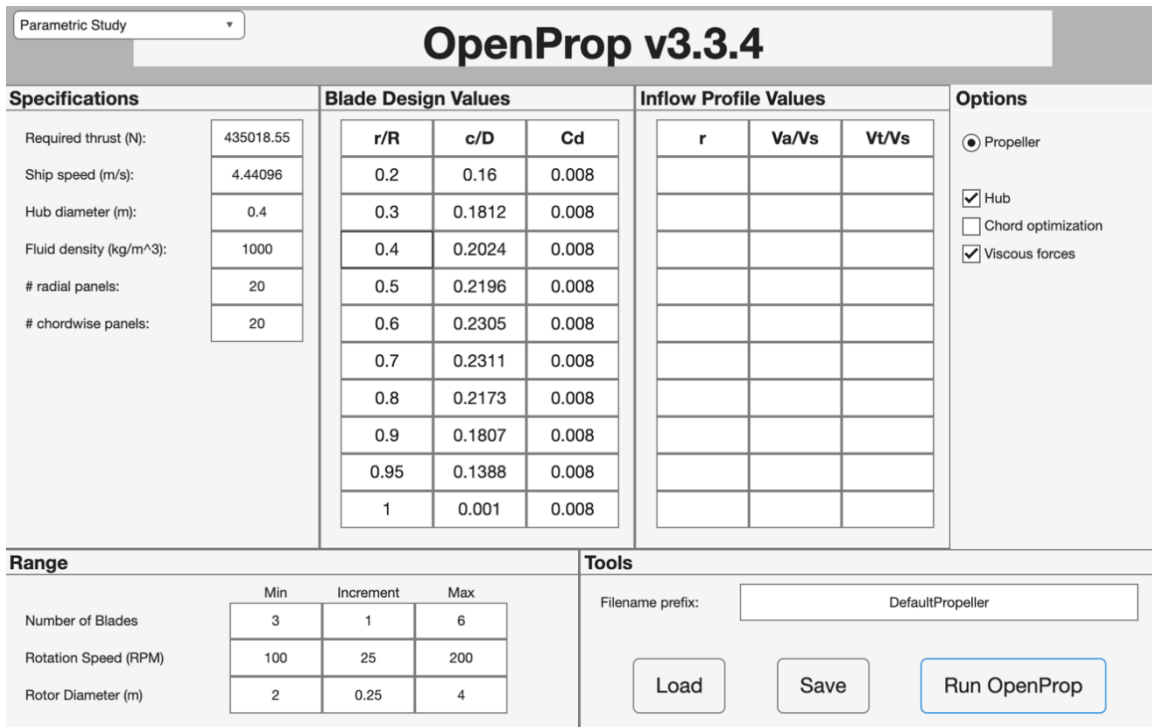 Parametric Study
OpenProp v3.3.4
Specifications
Required thrust (N): 435018.55
Ship speed (m/s): 4.44096
Hub diameter (m): 0.4
Fluid density (kg/m^3): 1000
# radial panels: 20
# chordwise panels: 20
Blade Design Values
r/R c/D Cd
0.2 0.16 0.008
0.3 0.1812 0.008
0.4 0.2024 0.008
0.5 0.2196 0.008
0.6 0.2305 0.008
0.7 0.2311 0.008
0.8 0.2173 0.008
0.9 0.1807 0.008
0.95 0.1388 0.008
1 0.001 0.008
Inflow Profile Values
r Va/Vs Vt/Vs
Options
Propeller
Hub
Chord optimization
Viscous forces
Range
Min Increment Max
Number of Blades 3 1 6
Rotation Speed (RPM) 100 25 200
Rotor Diameter (m) 2 0.25 4
Tools
Filename prefix: DefaultPropeller
Load Save Run OpenProp